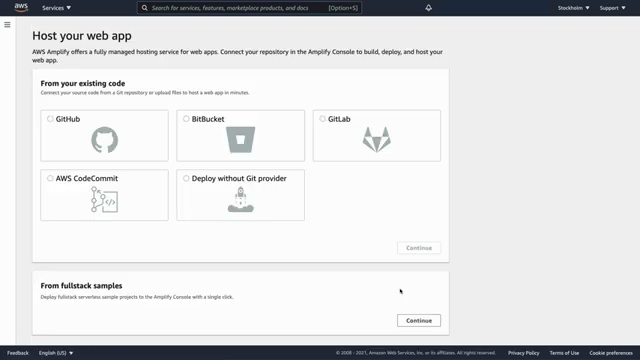 aws Services ▼ Search for services, features, marketplace products, and docs [Option+S] Stockholm ▼ Support ▼
Host your web app
AWS Amplify offers a fully managed hosting service for web apps. Connect your repository in the Amplify Console to build, deploy, and host your
web app.
From your existing code
Connect your source code from a Git repository or upload files to host a web app in minutes.
GitHub BitBucket GitLab
AWS CodeCommit Deploy without Git provider
Continue
From fullstack samples
Deploy fullstack serverless sample projects to the Amplify Console with a single click.
Continue
Feedback English (US) ▼ © 2008 - 2021, Amazon Web Services, Inc. or its affiliates. All rights reserved. Privacy Policy Terms of Use Cookie preferences